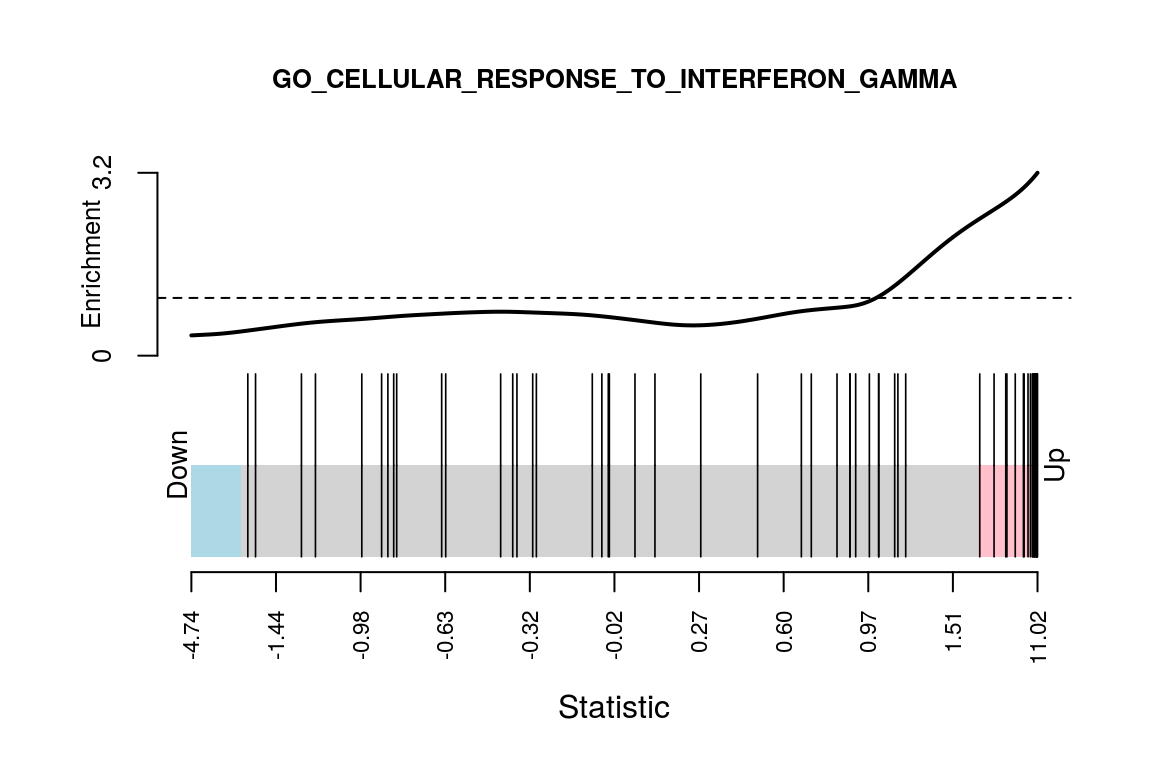 GO_CELLULAR_RESPONSE_TO_INTERFERON_GAMMA
3.2
Enrichment
0
Down
Up
-4.74 -1.44 -0.98 -0.63 -0.32 -0.02 0.27 0.60 0.97 1.51 11.02
Statistic